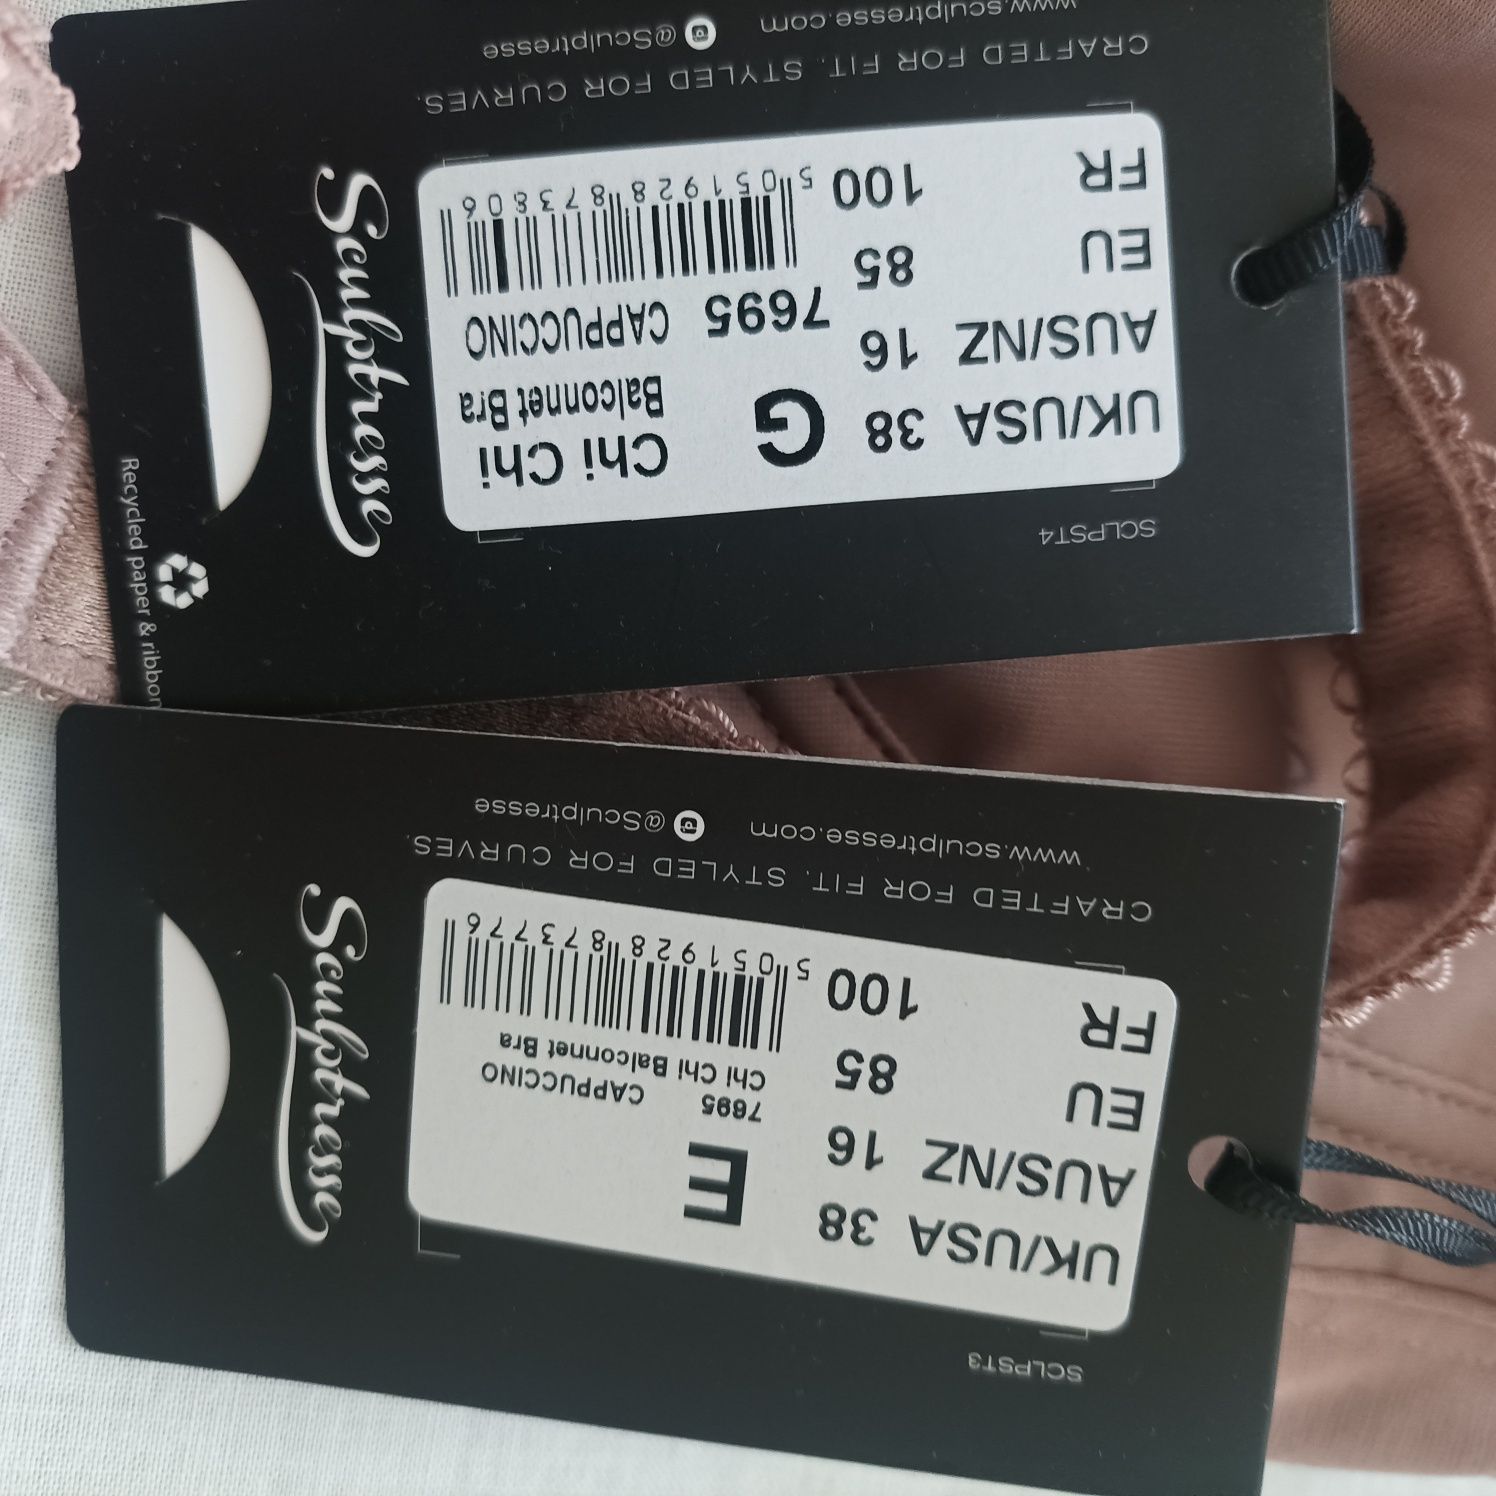 SCLPST3
UK/USA 38
AUS/NZ 16
EU 85
FR 100
E
7695 CAPPUCCINO
Chi Chi Balconnet Bra
5 051928 873776
CRAFTED FOR FIT. STYLED FOR CURVES.
www.sculptresse.com @Sculptresse
Sculptresse
SCLPST4
UK/USA 38
AUS/NZ 16
EU 85
FR 100
G
7695
Chi Chi
Balconnet Bra
CAPPUCCINO
5 051928 873806
CRAFTED FOR FIT. STYLED FOR CURVES.
www.sculptresse.com @Sculptresse
Sculptresse
Recycled paper & ribbon